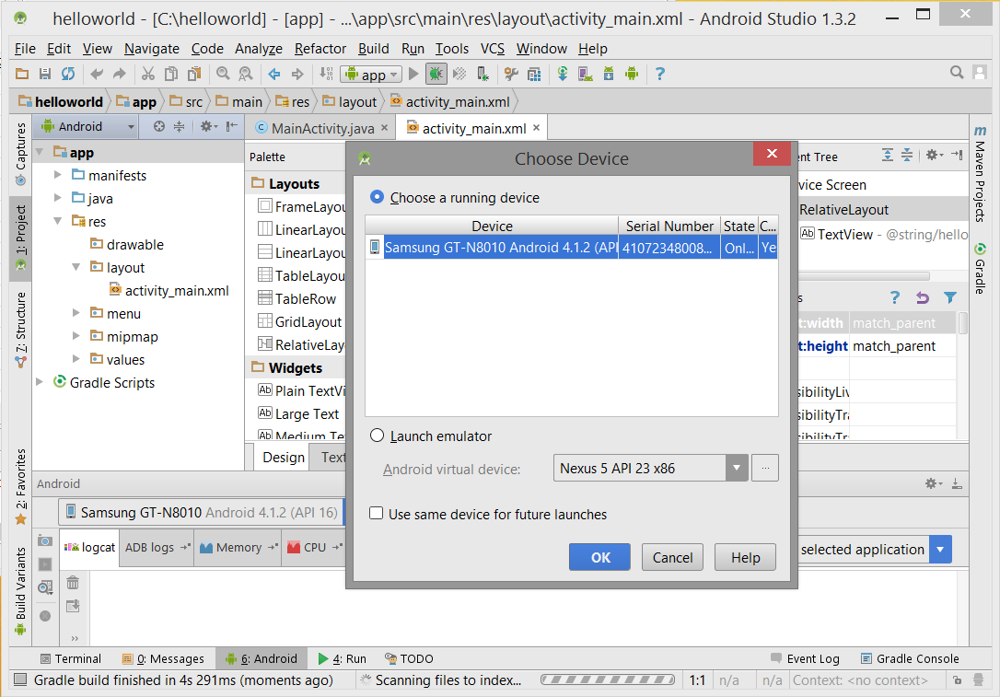 helloworld - [C:\helloworld] - [app] - ...\app\src\main\res\layout\activity_main.xml - Android Studio 1.3.2
File Edit View Navigate Code Analyze Refactor Build Run Tools VCS Window Help
app
helloworld app src main res layout activity_main.xml
Captures
1: Project
7: Structure
2: Favorites
Build Variants
Android
app
manifests
java
res
drawable
layout
activity_main.xml
menu
mipmap
values
Gradle Scripts
MainActivity.java activity_main.xml
Palette
Layouts
FrameLayou
LinearLayou
LinearLayou
TableLayou
TableRow
GridLayout
RelativeLay
Widgets
Ab Plain TextVi
Ab Large Text
Ab Medium Te
Design Text
Choose Device
Choose a running device
Device Serial Number State C...
Samsung GT-N8010 Android 4.1.2 (API 41072348008... Onl... Ye
Launch emulator
Android virtual device: Nexus 5 API 23 x86 ...
Use same device for future launches
OK Cancel Help
nt Tree
vice Screen
RelativeLayout
Ab TextView - @string/hello
s
t:width match_parent
t:height match_parent
sibilityLiv
sibilityTra
sibilityTra
m Maven Projects
Gradle
Android
Samsung GT-N8010 Android 4.1.2 (API 16)
selected application
logcat ADB logs Memory CPU
Terminal 0: Messages 6: Android 4: Run TODO Event Log Gradle Console
Gradle build finished in 4s 291ms (moments ago) Scanning files to index... 1:1 n/a n/a Context: <no context>